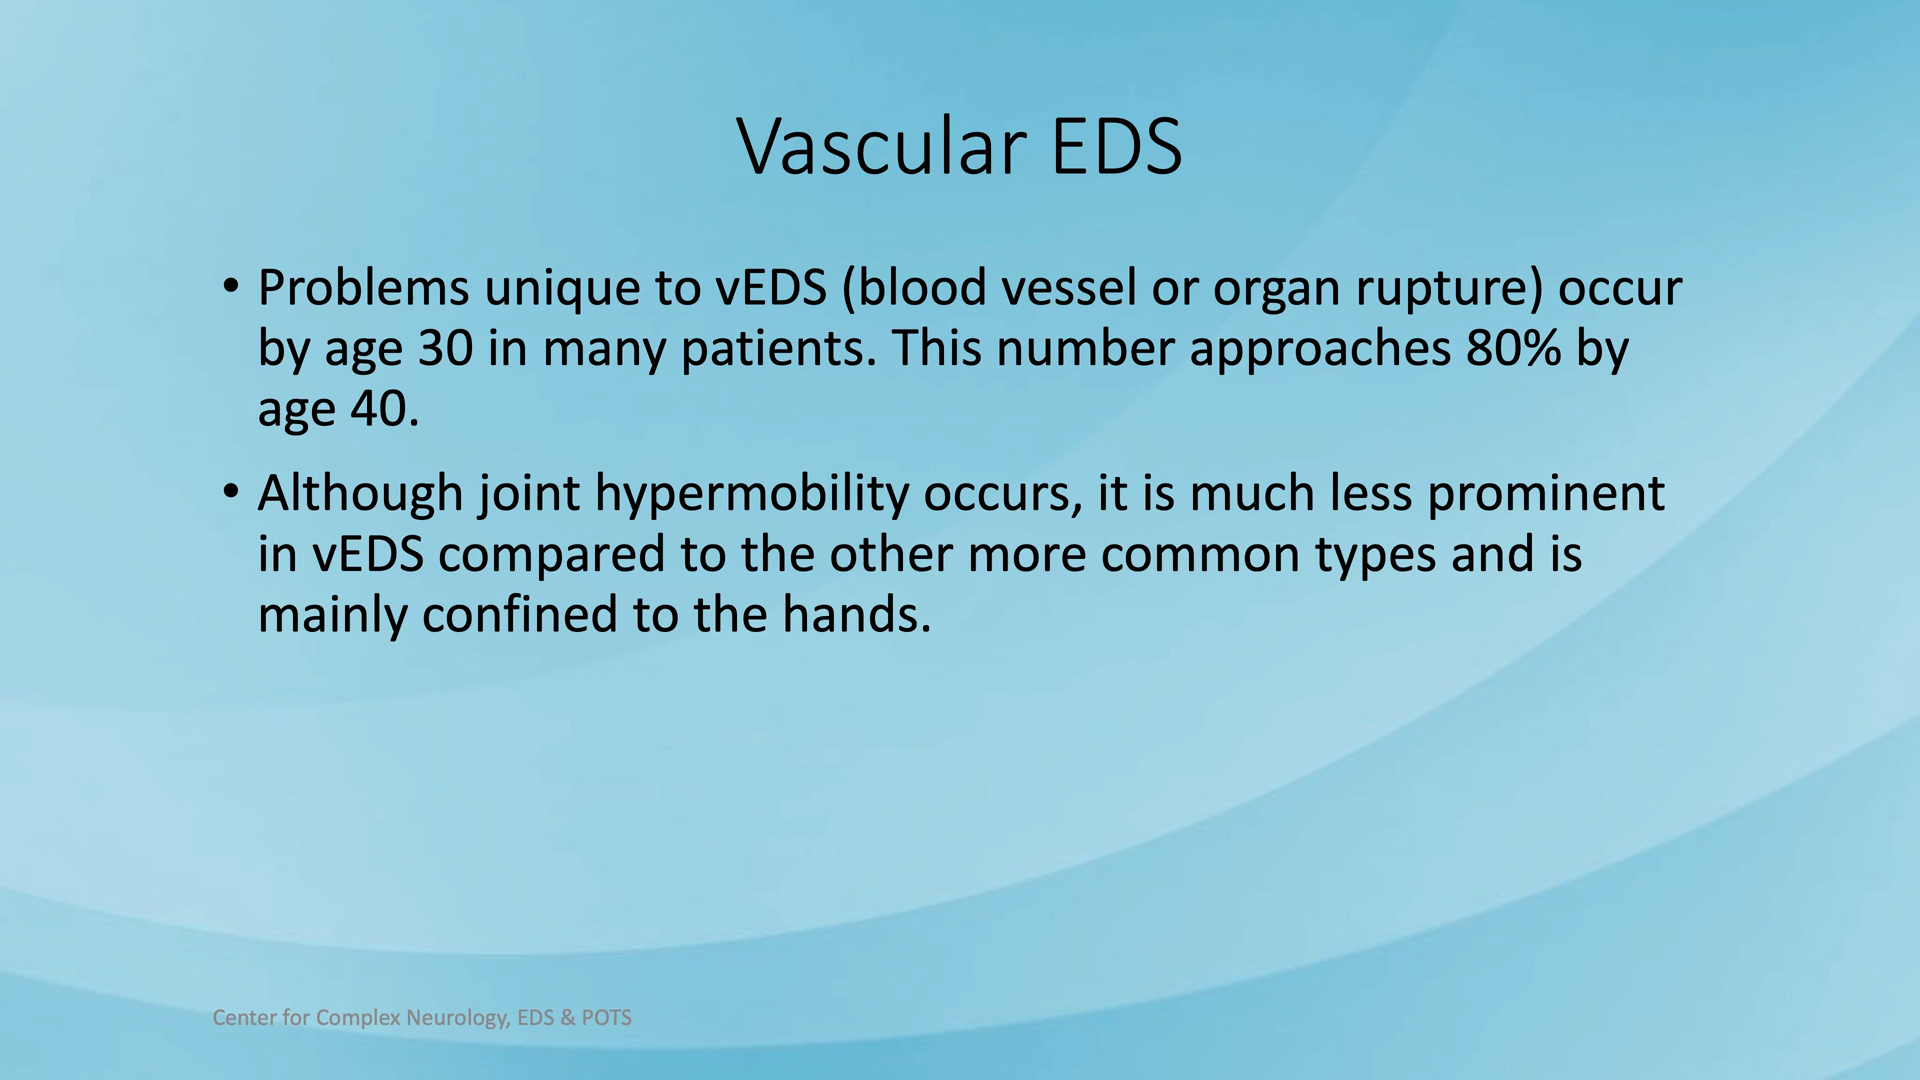 Vascular EDS
• Problems unique to vEDS (blood vessel or organ rupture) occur
by age 30 in many patients. This number approaches 80% by
age 40.
• Although joint hypermobility occurs, it is much less prominent
in vEDS compared to the other more common types and is
mainly confined to the hands.
Center for Complex Neurology, EDS & POTS